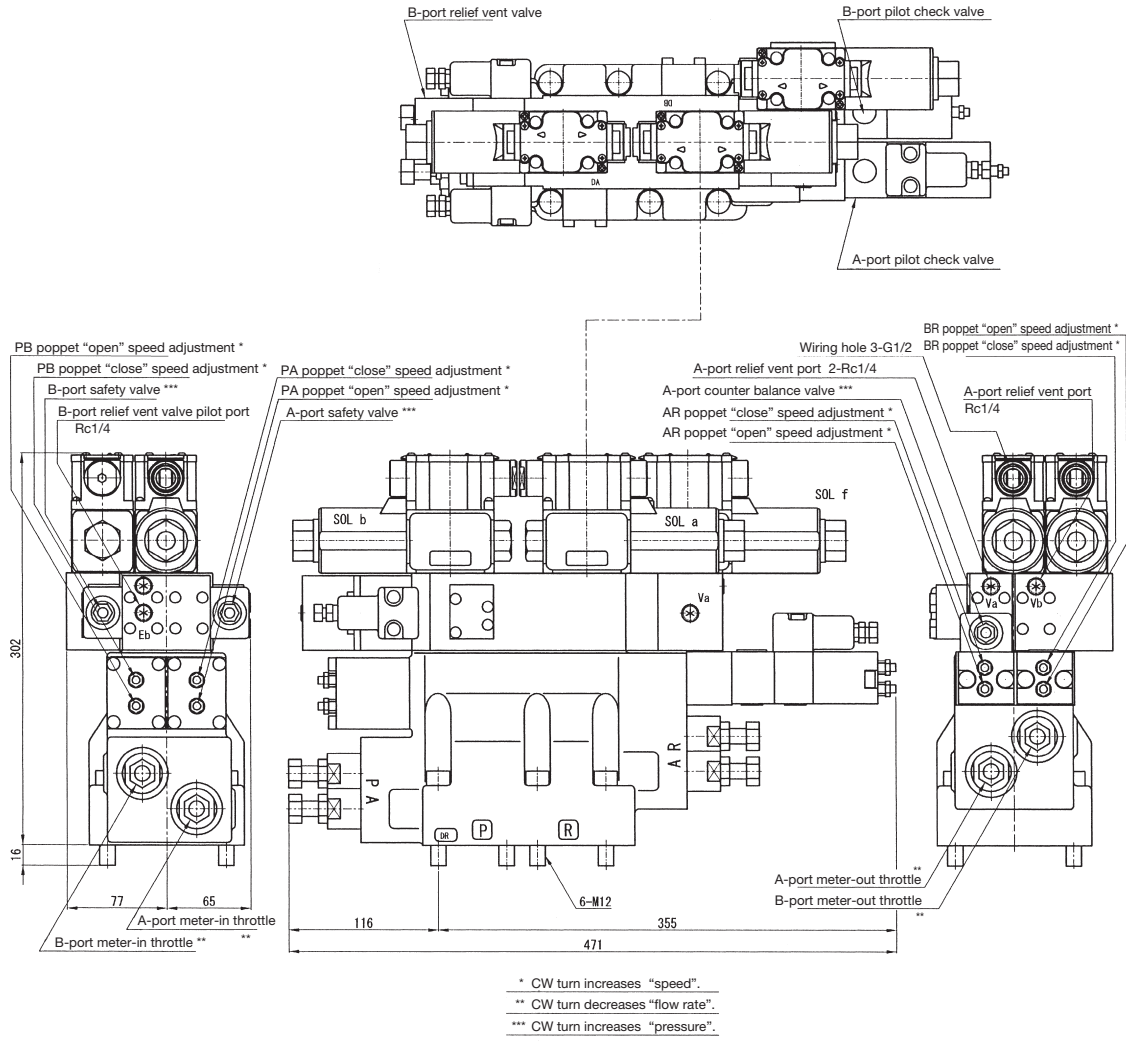 B-port relief vent valve
B-port pilot check valve
DB
DA
A-port pilot check valve
PB poppet “open” speed adjustment *
PB poppet “close” speed adjustment *
B-port safety valve ***
B-port relief vent valve pilot port
Rc1/4
PA poppet “close” speed adjustment *
PA poppet “open” speed adjustment *
A-port safety valve ***
BR poppet “open” speed adjustment *
BR poppet “close” speed adjustment *
Wiring hole 3-G1/2
A-port relief vent port 2-Rc1/4
A-port counter balance valve ***
AR poppet “close” speed adjustment *
AR poppet “open” speed adjustment *
A-port relief vent port
Rc1/4
SOL b
SOL a
SOL f
Eb
Va
Va
Vb
302
16
77
65
P A
A R
DR
P
R
6-M12
116
355
471
A-port meter-in throttle
**
B-port meter-in throttle **
A-port meter-out throttle
**
B-port meter-out throttle
**
* CW turn increases “speed”.
** CW turn decreases “flow rate”.
*** CW turn increases “pressure”.